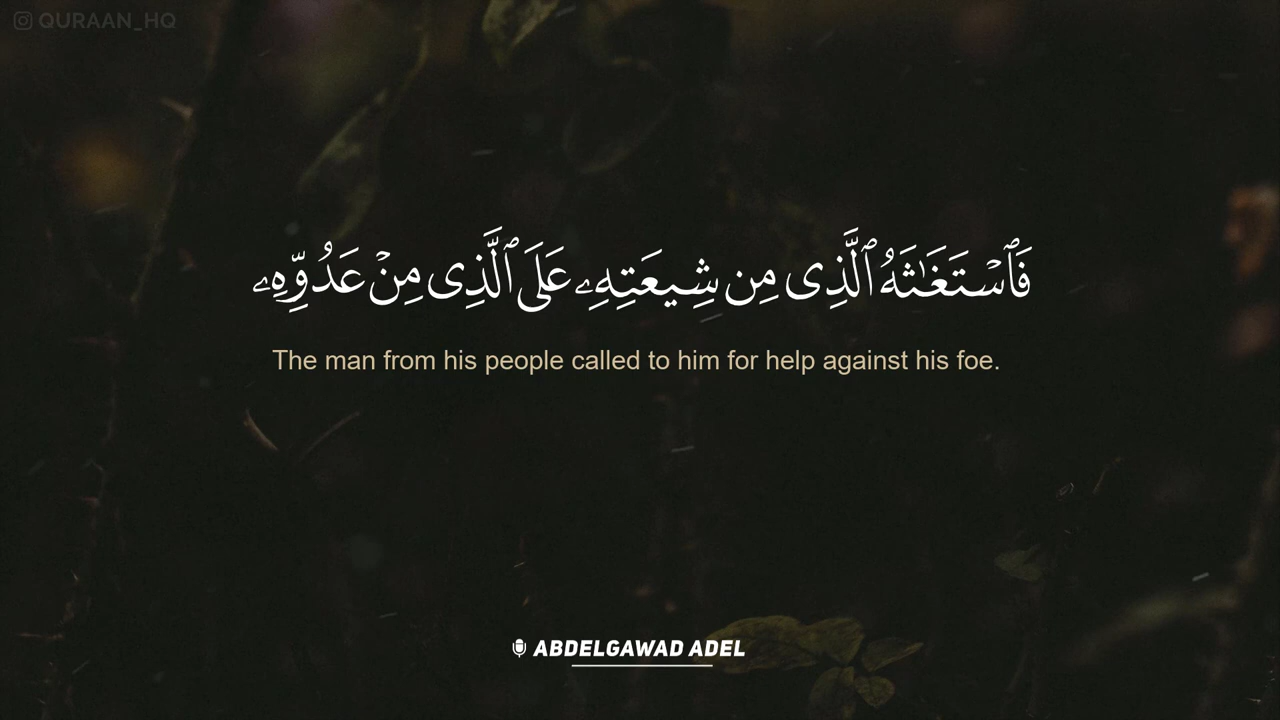 QURAAN_HQ
فَٱسْتَغَٰثَهُ ٱلَّذِى مِن شِيعَتِهِۦ عَلَى ٱلَّذِى مِنْ عَدُوِّهِۦ
The man from his people called to him for help against his foe.
ABDELGAWAD ADEL